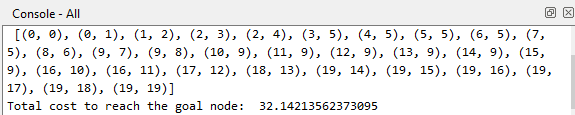 Console - All
[(0, 0), (0, 1), (1, 2), (2, 3), (2, 4), (3, 5), (4, 5), (5, 5), (6, 5), (7,
5), (8, 6), (9, 7), (9, 8), (10, 9), (11, 9), (12, 9), (13, 9), (14, 9), (15,
9), (16, 10), (16, 11), (17, 12), (18, 13), (19, 14), (19, 15), (19, 16), (19,
17), (19, 18), (19, 19)]
Total cost to reach the goal node:  32.14213562373095